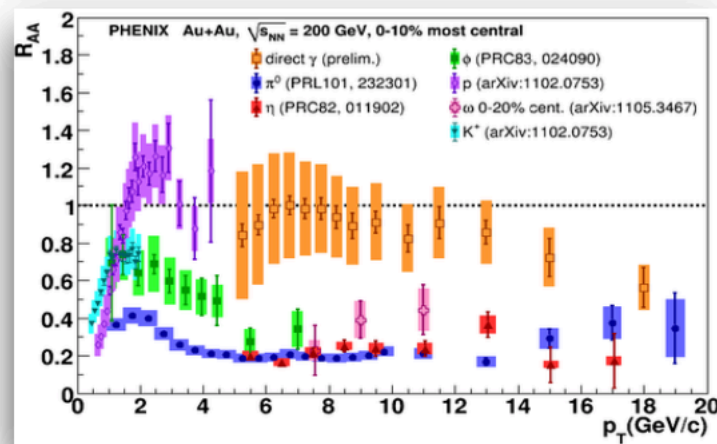 PHENIX Au+Au, √s_NN = 200 GeV, 0-10% most central
direct γ (prelim.)
π⁰ (PRL101, 232301)
η (PRC82, 011902)
ϕ (PRC83, 024090)
p (arXiv:1102.0753)
ω 0-20% cent. (arXiv:1105.3467)
K⁺ (arXiv:1102.0753)
R_AA
2
1.8
1.6
1.4
1.2
1
0.8
0.6
0.4
0.2
0
0 2 4 6 8 10 12 14 16 18 20
p_T(GeV/c)